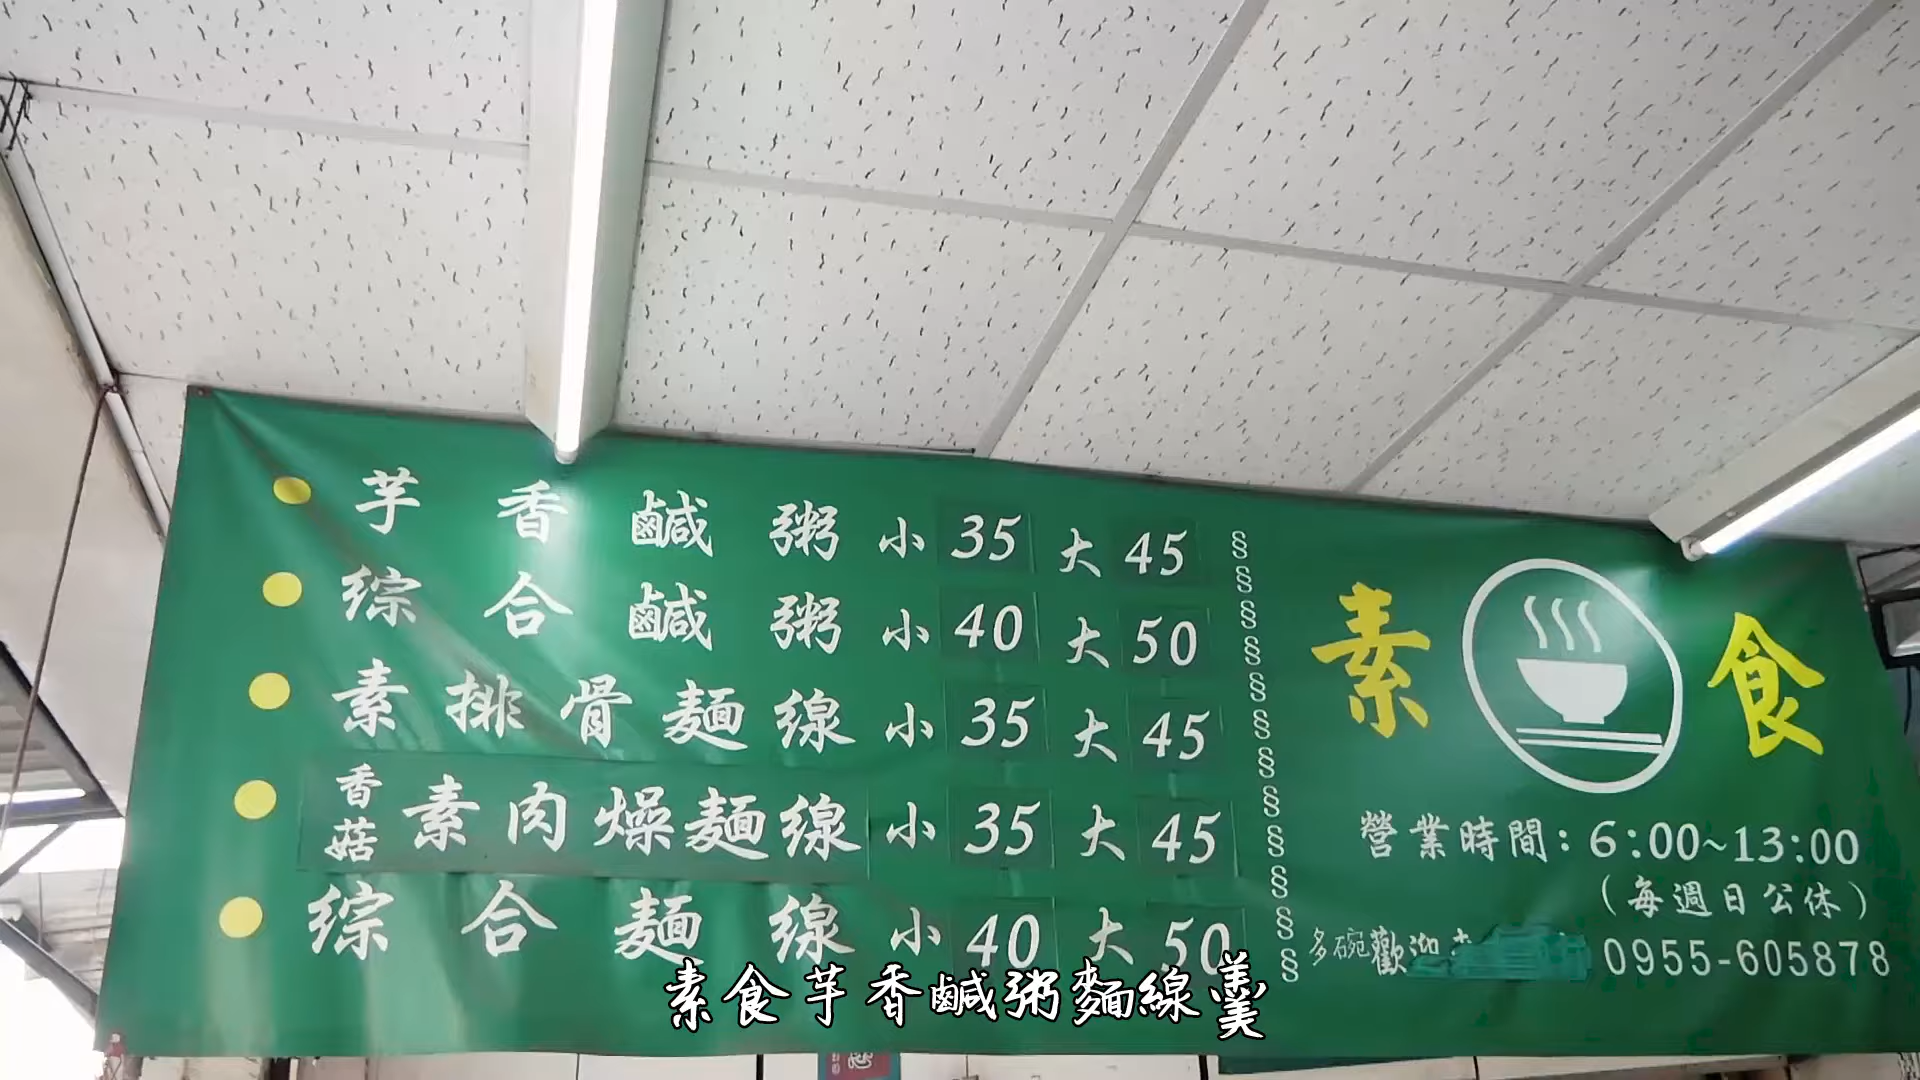 芋香鹹粥 小 35 大 45
綜合鹹粥 小 40 大 50
素排骨麵線 小 35 大 45
香菇素肉燥麵線 小 35 大 45
綜合麵線 小 40 大 50
素食
營業時間：6:00~13:00
（每週日公休）
多碗歡迎 0955-605878
素食芋香鹹粥麵線羹